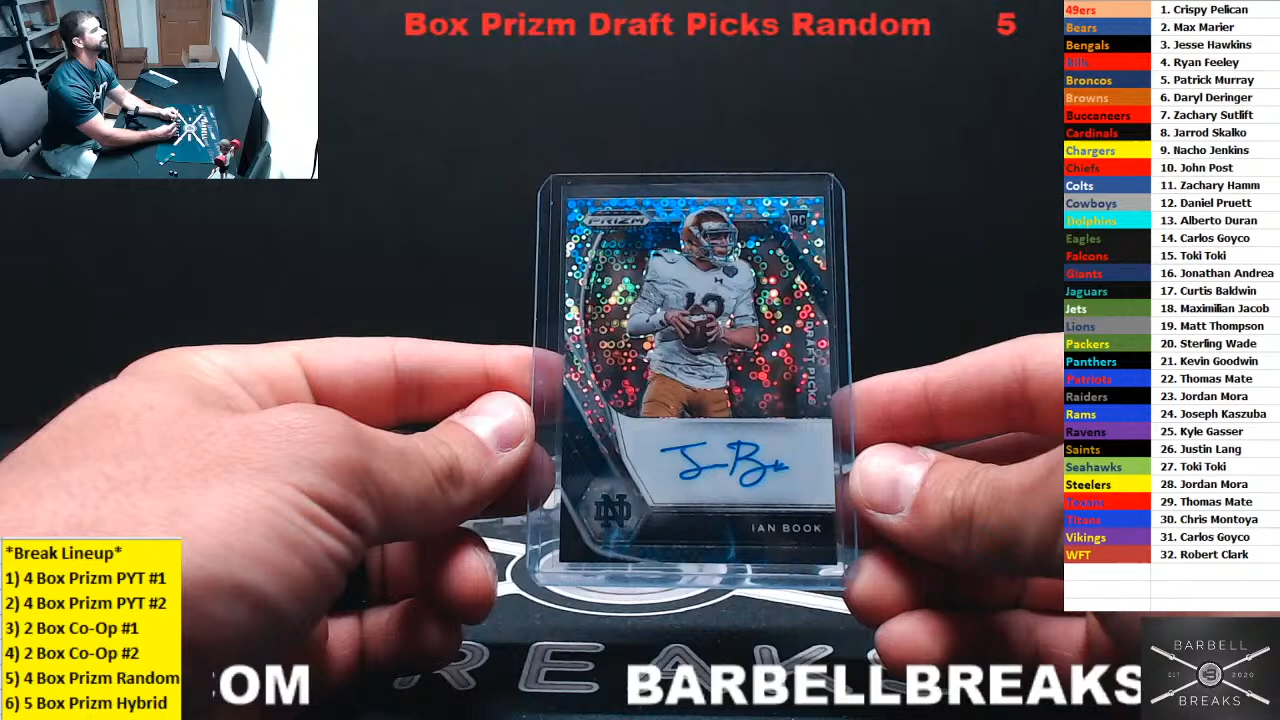 Box Prizm Draft Picks Random 5
49ers 1. Crispy Pelican
Bears 2. Max Marier
Bengals 3. Jesse Hawkins
Bills 4. Ryan Feeley
Broncos 5. Patrick Murray
Browns 6. Daryl Deringer
Buccaneers 7. Zachary Sutlift
Cardinals 8. Jarrod Skalko
Chargers 9. Nacho Jenkins
Chiefs 10. John Post
Colts 11. Zachary Hamm
Cowboys 12. Daniel Pruett
Dolphins 13. Alberto Duran
Eagles 14. Carlos Goyco
Falcons 15. Toki Toki
Giants 16. Jonathan Andrea
Jaguars 17. Curtis Baldwin
Jets 18. Maximilian Jacob
Lions 19. Matt Thompson
Packers 20. Sterling Wade
Panthers 21. Kevin Goodwin
Patriots 22. Thomas Mate
Raiders 23. Jordan Mora
Rams 24. Joseph Kaszuba
Ravens 25. Kyle Gasser
Saints 26. Justin Lang
Seahawks 27. Toki Toki
Steelers 28. Jordan Mora
Texans 29. Thomas Mate
Titans 30. Chris Montoya
Vikings 31. Carlos Goyco
WFT 32. Robert Clark
PRIZM
RC
DRAFT PICKS
12
ND
IAN BOOK
*Break Lineup*
1) 4 Box Prizm PYT #1
2) 4 Box Prizm PYT #2
3) 2 Box Co-Op #1
4) 2 Box Co-Op #2
5) 4 Box Prizm Random
6) 5 Box Prizm Hybrid
REAK
OM BARBELLBREAKS
BARBELL
EST 2020
B
BREAKS